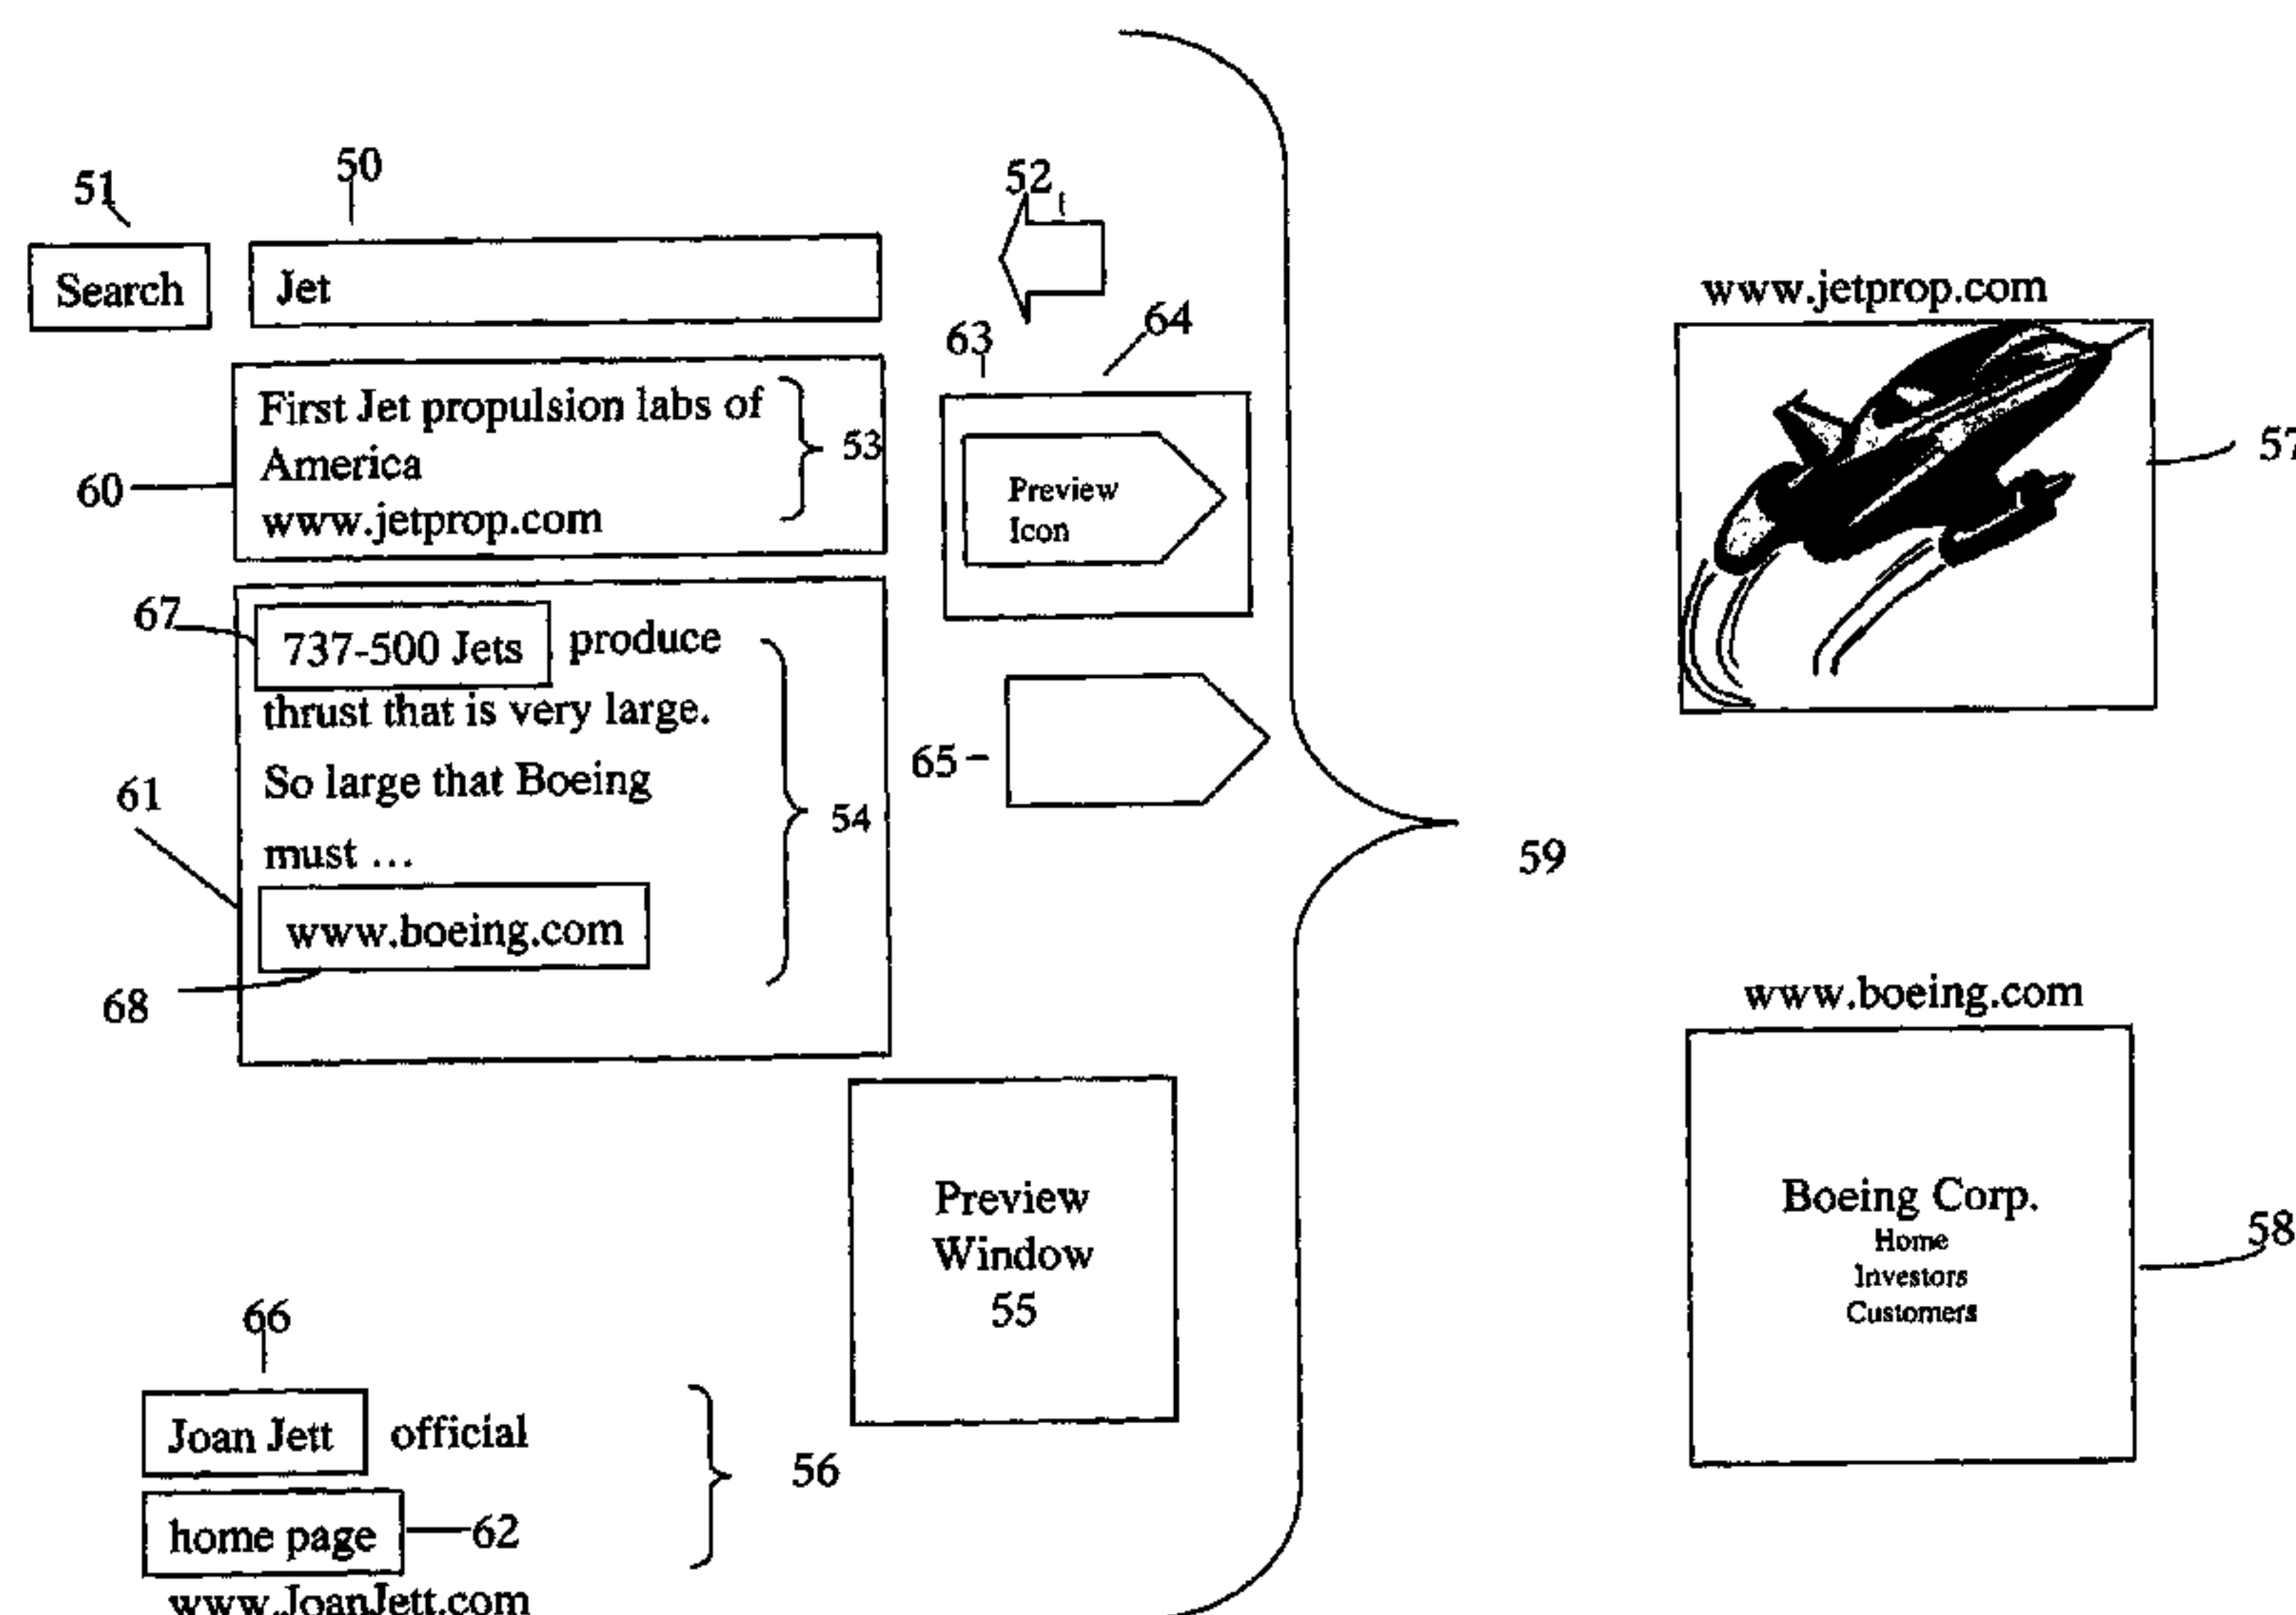 51
50
52
Search
Jet
63
64
First Jet propulsion labs of
America
www.jetprop.com
53
60
Preview
Icon
67
737-500 Jets produce
thrust that is very large.
So large that Boeing
must ...
www.boeing.com
54
61
68
65
59
Preview
Window
55
66
Joan Jett official
home page
62
www.JoanJett.com
56
www.jetprop.com
57
www.boeing.com
Boeing Corp.
Home
Investors
Customers
58